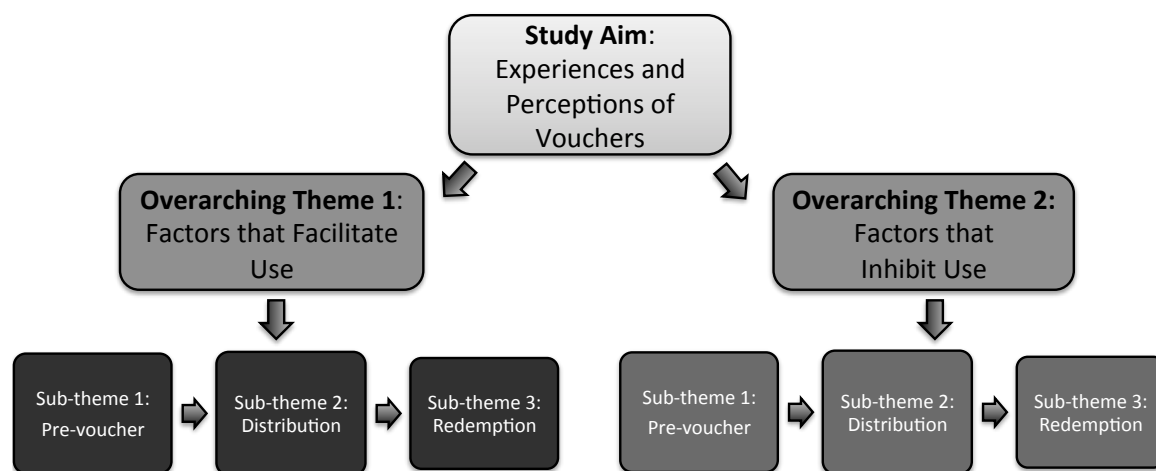 Study Aim:
Experiences and
Perceptions of
Vouchers
Overarching Theme 1:
Factors that Facilitate
Use
Overarching Theme 2:
Factors that
Inhibit Use
Sub-theme 1:
Pre-voucher
Sub-theme 2:
Distribution
Sub-theme 3:
Redemption
Sub-theme 1:
Pre-voucher
Sub-theme 2:
Distribution
Sub-theme 3:
Redemption